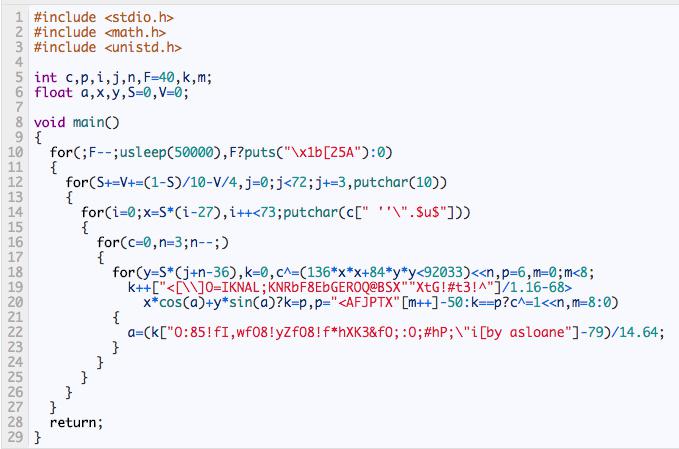 1 #include <stdio.h>
2 #include <math.h>
3 #include <unistd.h>
4
5 int c,p,i,j,n,F=40,k,m;
6 float a,x,y,S=0,V=0;
7
8 void main()
9 {
10   for(;F--;usleep(50000),F?puts("\x1b[25A"):0)
11   {
12     for(S+=V+=(1-S)/10-V/4,j=0;j<72;j+=3,putchar(10))
13     {
14       for(i=0;x=S*(i-27),i++<73;putchar(c[" ''\".$u$"]))
15       {
16         for(c=0,n=3;n--;)
17         {
18           for(y=S*(j+n-36),k=0,c^=(136*x*x+84*y*y<92033)<<n,p=6,m=0;m<8;
19             k++["<[\\]O=IKNAL;KNRbF8EbGEROQ@BSX""XtG!#t3!^"]/1.16-68>
20               x*cos(a)+y*sin(a)?k=p,p="<AFJPTX"[m++]-50:k==p?c^=1<<n,m=8:0)
21           {
22             a=(k["O:85!fI,wfO8!yZfO8!f*hXK3&fO;:O;#hP;\"i[by asloane"]-79)/14.64;
23           }
24         }
25       }
26     }
27   }
28   return;
29 }